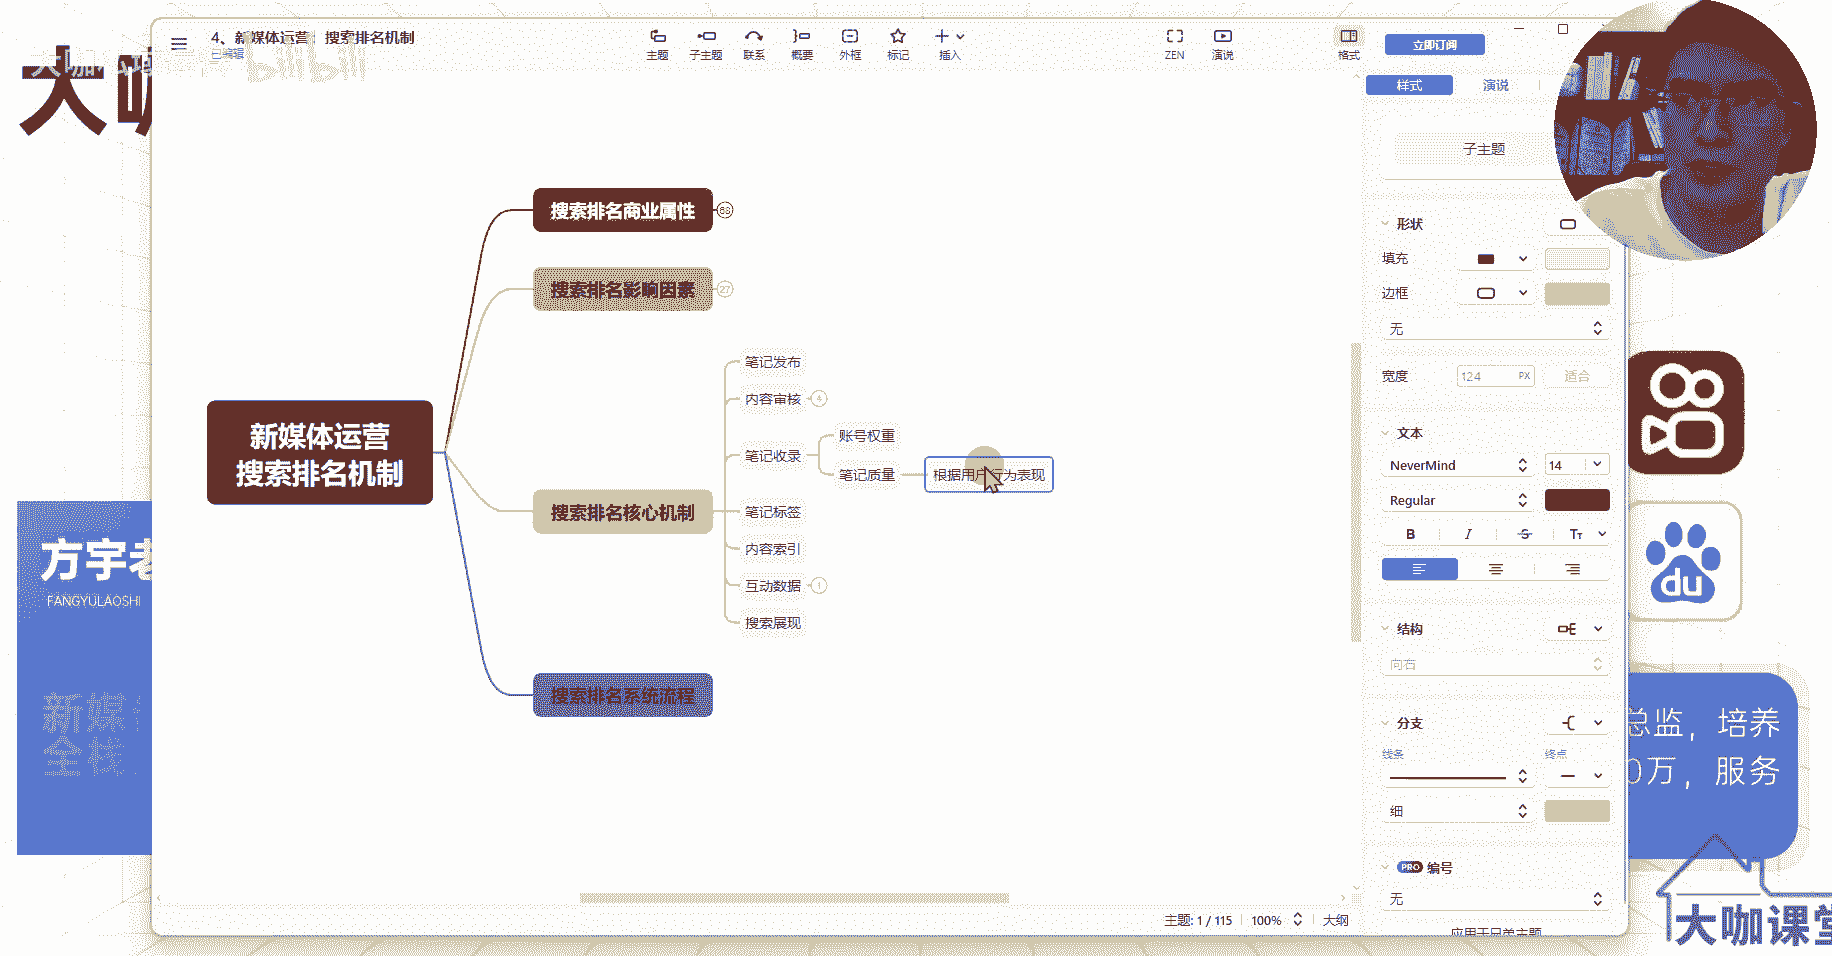 4、新媒体运营：搜索排名机制
已编辑
bilibili
主题
子主题
联系
概要
外框
标记
插入
ZEN
演说
格式
立即订阅
样式
演说
子主题
形状
填充
边框
无
宽度
124
PX
适合
文本
NeverMind
14
Regular
B
I
S
Tт
结构
向右
分支
线条
终点
细
PRO 编号
无
应用于兄弟主题
搜索排名商业属性
86
搜索排名影响因素
27
新媒体运营
搜索排名机制
搜索排名核心机制
笔记发布
内容审核
4
笔记收录
账号权重
笔记质量
根据用户行为表现
笔记标签
内容索引
互动数据
1
搜索展现
搜索排名系统流程
主题: 1 / 115
100%
大纲
大咖
方宇老
FANGYULAOSHI
新媒
全栈
du
总监，培养
0万，服务
大咖课堂